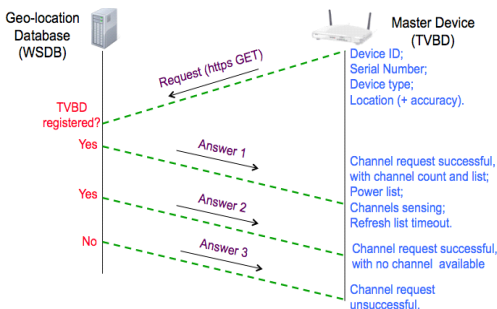 Geo-location
Database
(WSDB)
Master Device
(TVBD)
Request (https GET)
Device ID;
Serial Number;
Device type;
Location (+ accuracy).
TVBD
registered?
Yes
Answer 1
Channel request successful,
with channel count and list;
Power list;
Channels sensing;
Refresh list timeout.
Yes
Answer 2
Channel request successful,
with no channel available
No
Answer 3
Channel request
unsuccessful.